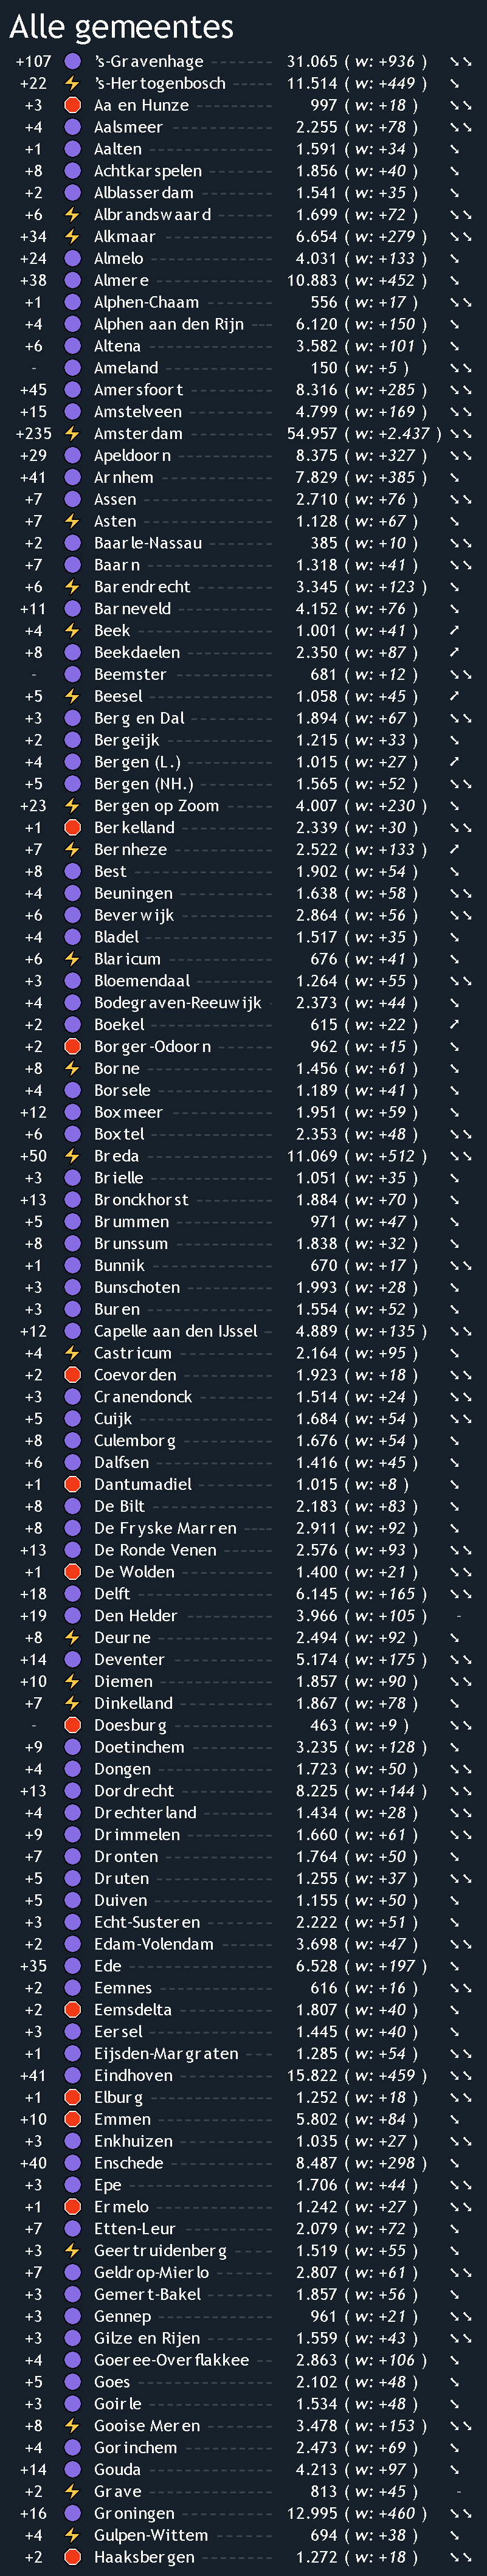 Alle gemeentes
+107 's-Gravenhage 31.065 ( w: +936 )
+22 's-Hertogenbosch 11.514 ( w: +449 )
+3 Aa en Hunze 997 ( w: +18 )
+4 Aalsmeer 2.255 ( w: +78 )
+1 Aalten 1.591 ( w: +34 )
+8 Achtkarspelen 1.856 ( w: +40 )
+2 Alblasserdam 1.541 ( w: +35 )
+6 Albrandswaard 1.699 ( w: +72 )
+34 Alkmaar 6.654 ( w: +279 )
+24 Almelo 4.031 ( w: +133 )
+38 Almere 10.883 ( w: +452 )
+1 Alphen-Chaam 556 ( w: +17 )
+4 Alphen aan den Rijn 6.120 ( w: +150 )
+6 Altena 3.582 ( w: +101 )
- Ameland 150 ( w: +5 )
+45 Amersfoort 8.316 ( w: +285 )
+15 Amstelveen 4.799 ( w: +169 )
+235 Amsterdam 54.957 ( w: +2.437 )
+29 Apeldoorn 8.375 ( w: +327 )
+41 Arnhem 7.829 ( w: +385 )
+7 Assen 2.710 ( w: +76 )
+7 Asten 1.128 ( w: +67 )
+2 Baarle-Nassau 385 ( w: +10 )
+7 Baarn 1.318 ( w: +41 )
+6 Barendrecht 3.345 ( w: +123 )
+11 Barneveld 4.152 ( w: +76 )
+4 Beek 1.001 ( w: +41 )
+8 Beekdaelen 2.350 ( w: +87 )
- Beemster 681 ( w: +12 )
+5 Beesel 1.058 ( w: +45 )
+3 Berg en Dal 1.894 ( w: +67 )
+2 Bergeijk 1.215 ( w: +33 )
+4 Bergen (L.) 1.015 ( w: +27 )
+5 Bergen (NH.) 1.565 ( w: +52 )
+23 Bergen op Zoom 4.007 ( w: +230 )
+1 Berkelland 2.339 ( w: +30 )
+7 Bernheze 2.522 ( w: +133 )
+8 Best 1.902 ( w: +54 )
+4 Beuningen 1.638 ( w: +58 )
+6 Beverwijk 2.864 ( w: +56 )
+4 Bladel 1.517 ( w: +35 )
+6 Blaricum 676 ( w: +41 )
+3 Bloemendaal 1.264 ( w: +55 )
+4 Bodegraven-Reeuwijk 2.373 ( w: +44 )
+2 Boekel 615 ( w: +22 )
+2 Borger-Odoorn 962 ( w: +15 )
+8 Borne 1.456 ( w: +61 )
+4 Borsele 1.189 ( w: +41 )
+12 Boxmeer 1.951 ( w: +59 )
+6 Boxtel 2.353 ( w: +48 )
+50 Breda 11.069 ( w: +512 )
+3 Brielle 1.051 ( w: +35 )
+13 Bronckhorst 1.884 ( w: +70 )
+5 Brummen 971 ( w: +47 )
+8 Brunssum 1.838 ( w: +32 )
+1 Bunnik 670 ( w: +17 )
+3 Bunschoten 1.993 ( w: +28 )
+3 Buren 1.554 ( w: +52 )
+12 Capelle aan den IJssel 4.889 ( w: +135 )
+4 Castricum 2.164 ( w: +95 )
+2 Coevorden 1.923 ( w: +18 )
+3 Cranendonck 1.514 ( w: +24 )
+5 Cuijk 1.684 ( w: +54 )
+8 Culemborg 1.676 ( w: +54 )
+6 Dalfsen 1.416 ( w: +45 )
+1 Dantumadiel 1.015 ( w: +8 )
+8 De Bilt 2.183 ( w: +83 )
+8 De Fryske Marren 2.911 ( w: +92 )
+13 De Ronde Venen 2.576 ( w: +93 )
+1 De Wolden 1.400 ( w: +21 )
+18 Delft 6.145 ( w: +165 )
+19 Den Helder 3.966 ( w: +105 ) -
+8 Deurne 2.494 ( w: +92 )
+14 Deventer 5.174 ( w: +175 )
+10 Diemen 1.857 ( w: +90 )
+7 Dinkelland 1.867 ( w: +78 )
- Doesburg 463 ( w: +9 )
+9 Doetinchem 3.235 ( w: +128 )
+4 Dongen 1.723 ( w: +50 )
+13 Dordrecht 8.225 ( w: +144 )
+4 Drechterland 1.434 ( w: +28 )
+9 Drimmelen 1.660 ( w: +61 )
+7 Dronten 1.764 ( w: +50 )
+5 Druten 1.255 ( w: +37 )
+5 Duiven 1.155 ( w: +50 )
+3 Echt-Susteren 2.222 ( w: +51 )
+2 Edam-Volendam 3.698 ( w: +47 )
+35 Ede 6.528 ( w: +197 )
+2 Eemnes 616 ( w: +16 )
+2 Eemsdelta 1.807 ( w: +40 )
+3 Eersel 1.445 ( w: +40 )
+1 Eijsden-Margraten 1.285 ( w: +54 )
+41 Eindhoven 15.822 ( w: +459 )
+1 Elburg 1.252 ( w: +18 )
+10 Emmen 5.802 ( w: +84 )
+3 Enkhuizen 1.035 ( w: +27 )
+40 Enschede 8.487 ( w: +298 )
+3 Epe 1.706 ( w: +44 )
+1 Ermelo 1.242 ( w: +27 )
+7 Etten-Leur 2.079 ( w: +72 )
+3 Geertruidenberg 1.519 ( w: +55 )
+7 Geldrop-Mierlo 2.807 ( w: +61 )
+3 Gemert-Bakel 1.857 ( w: +56 )
+3 Gennep 961 ( w: +21 )
+3 Gilze en Rijen 1.559 ( w: +43 )
+4 Goeree-Overflakkee 2.863 ( w: +106 )
+5 Goes 2.102 ( w: +48 )
+3 Goirle 1.534 ( w: +48 )
+8 Gooise Meren 3.478 ( w: +153 )
+4 Gorinchem 2.473 ( w: +69 )
+14 Gouda 4.213 ( w: +97 )
+2 Grave 813 ( w: +45 ) -
+16 Groningen 12.995 ( w: +460 )
+4 Gulpen-Wittem 694 ( w: +38 )
+2 Haaksbergen 1.272 ( w: +18 )